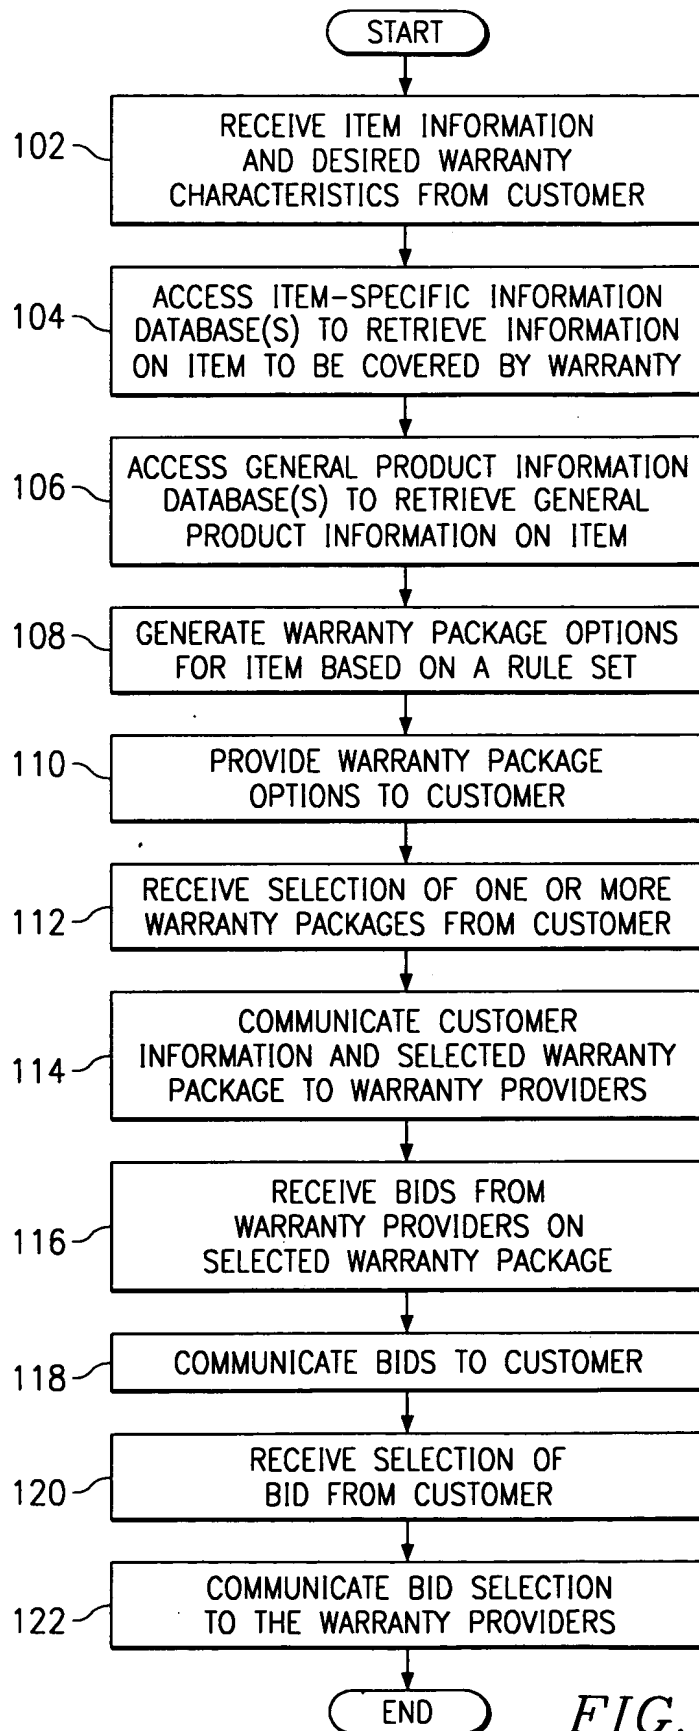 START
102
RECEIVE ITEM INFORMATION
AND DESIRED WARRANTY
CHARACTERISTICS FROM CUSTOMER
104
ACCESS ITEM-SPECIFIC INFORMATION
DATABASE(S) TO RETRIEVE INFORMATION
ON ITEM TO BE COVERED BY WARRANTY
106
ACCESS GENERAL PRODUCT INFORMATION
DATABASE(S) TO RETRIEVE GENERAL
PRODUCT INFORMATION ON ITEM
108
GENERATE WARRANTY PACKAGE OPTIONS
FOR ITEM BASED ON A RULE SET
110
PROVIDE WARRANTY PACKAGE
OPTIONS TO CUSTOMER
112
RECEIVE SELECTION OF ONE OR MORE
WARRANTY PACKAGES FROM CUSTOMER
114
COMMUNICATE CUSTOMER
INFORMATION AND SELECTED WARRANTY
PACKAGE TO WARRANTY PROVIDERS
116
RECEIVE BIDS FROM
WARRANTY PROVIDERS ON
SELECTED WARRANTY PACKAGE
118
COMMUNICATE BIDS TO CUSTOMER
120
RECEIVE SELECTION OF
BID FROM CUSTOMER
122
COMMUNICATE BID SELECTION
TO THE WARRANTY PROVIDERS
END
FIG.